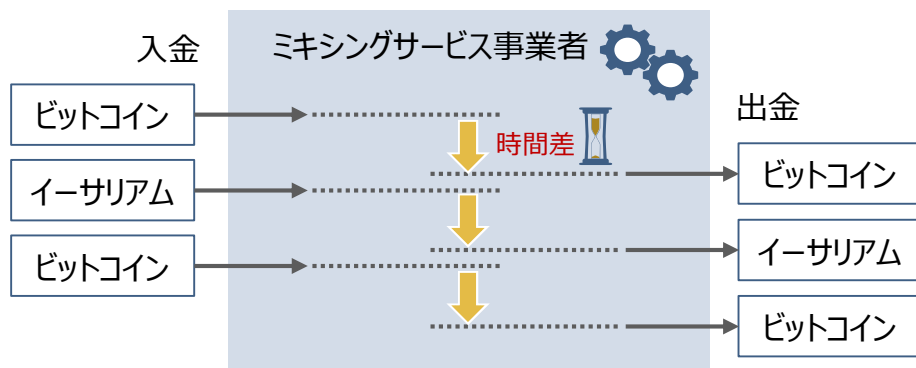 入金
ミキシングサービス事業者
ビットコイン
時間差
出金
ビットコイン
イーサリアム
イーサリアム
ビットコイン
ビットコイン